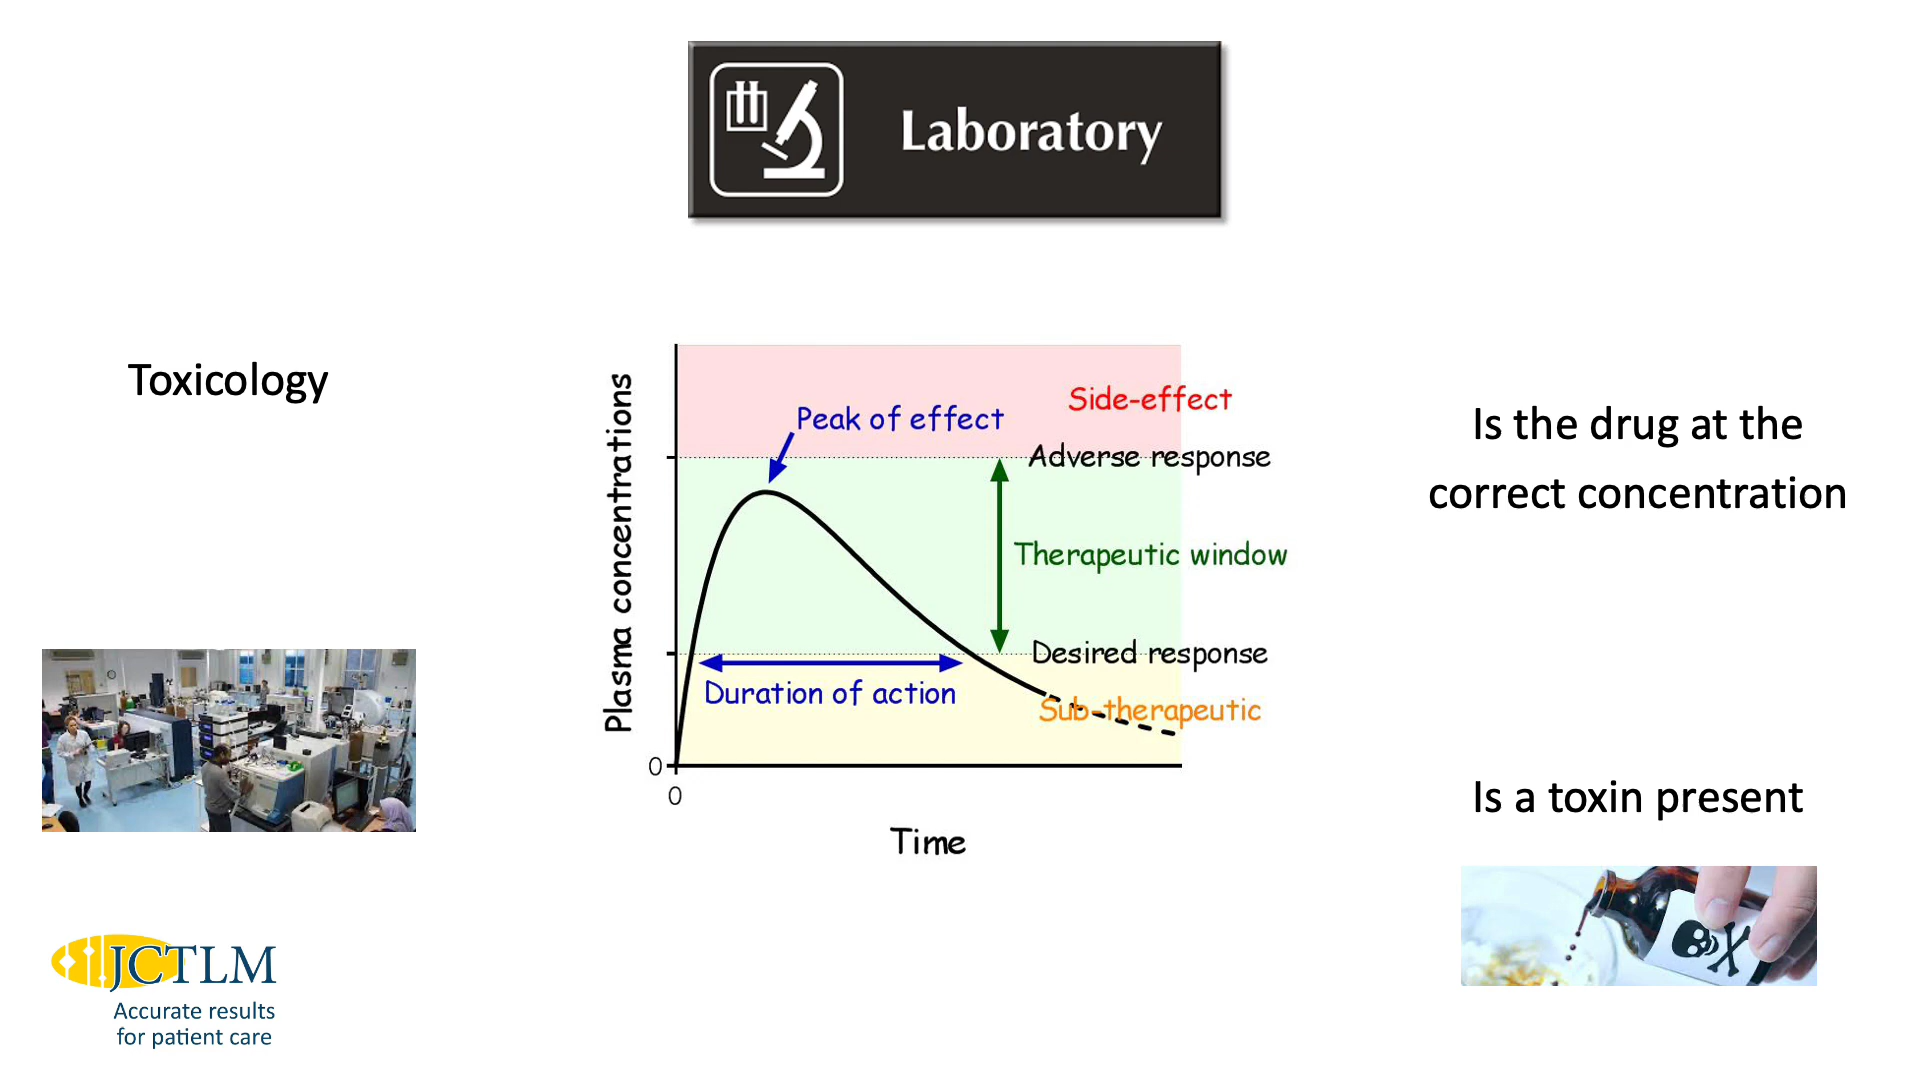 Laboratory
Toxicology
Plasma concentrations
Peak of effect
Side-effect
Adverse response
Therapeutic window
Desired response
Duration of action
Sub-therapeutic
0
0
Time
Is the drug at the
correct concentration
Is a toxin present
JCTLM
Accurate results
for patient care